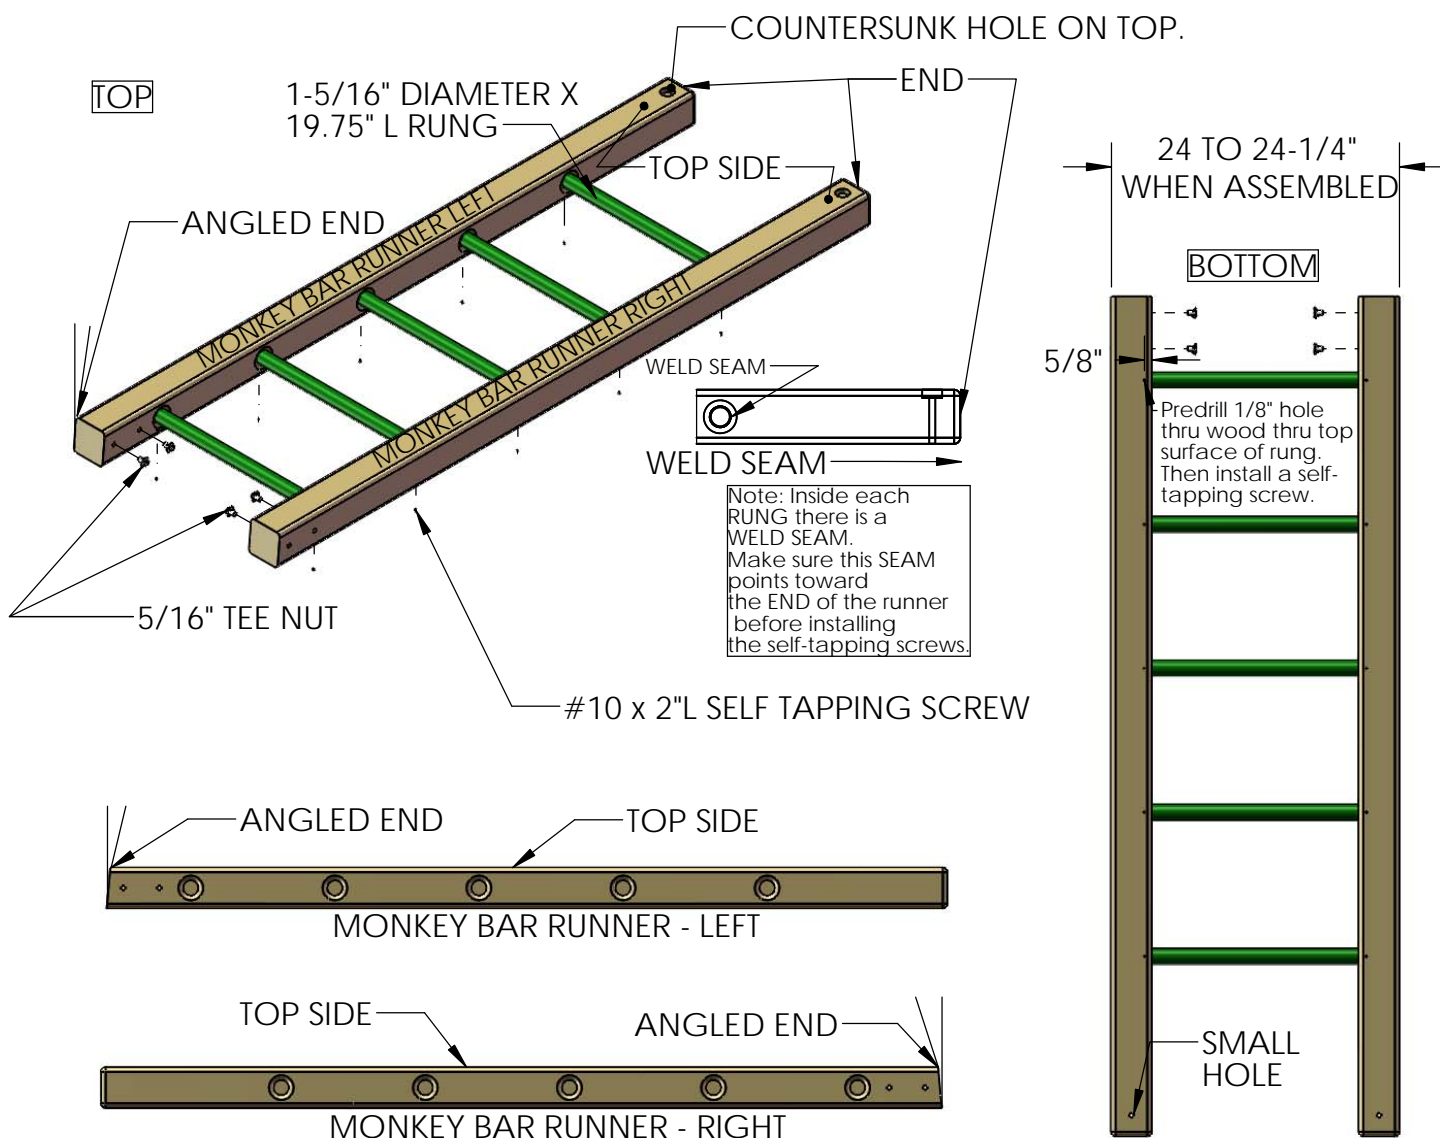 COUNTERSUNK HOLE ON TOP.
TOP
1-5/16" DIAMETER X
19.75" L RUNG
END
TOP SIDE
ANGLED END
MONKEY BAR RUNNER LEFT
MONKEY BAR RUNNER RIGHT
24 TO 24-1/4"
WHEN ASSEMBLED
BOTTOM
5/8"
Predrill 1/8" hole
thru wood thru top
surface of rung.
Then install a self-
tapping screw.
WELD SEAM
WELD SEAM
Note: Inside each
RUNG there is a
WELD SEAM.
Make sure this SEAM
points toward
the END of the runner
before installing
the self-tapping screws.
5/16" TEE NUT
#10 x 2"L SELF TAPPING SCREW
ANGLED END
TOP SIDE
MONKEY BAR RUNNER - LEFT
TOP SIDE
ANGLED END
MONKEY BAR RUNNER - RIGHT
SMALL
HOLE